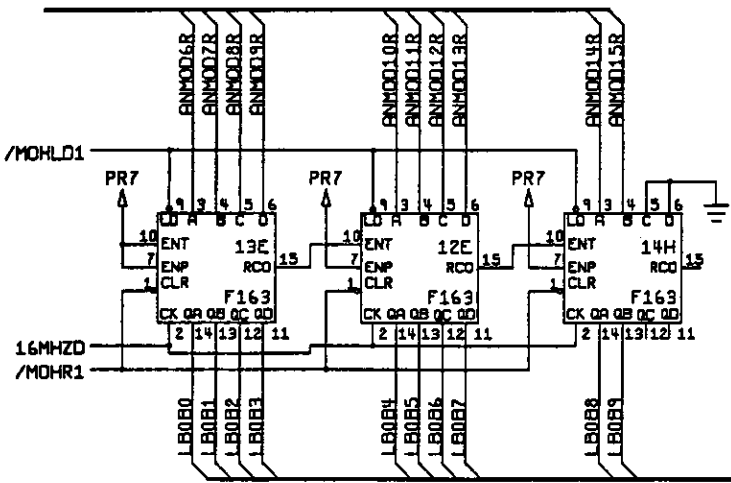 ANMOD6R ANMOD7R ANMOD8R ANMOD9R ANMOD10R ANMOD11R ANMOD12R ANMOD13R ANMOD14R ANMOD15R
/MOHLD1
PR7 PR7 PR7
9 3 4 5 6 9 3 4 5 6 9 3 4 5 6
LD A B C D LD A B C D LD A B C D
10 ENT 13E 10 ENT 12E 10 ENT 14H
7 ENP RCO 15 7 ENP RCO 15 7 ENP RCO 15
1 CLR 1 CLR 1 CLR
F163 F163 F163
CK QA QB QC QD CK QA QB QC QD CK QA QB QC QD
2 14 13 12 11 2 14 13 12 11 2 14 13 12 11
16MHZD
/MOHR1
LBOB0 LBOB1 LBOB2 LBOB3 LBOB4 LBOB5 LBOB6 LBOB7 LBOB8 LBOB9